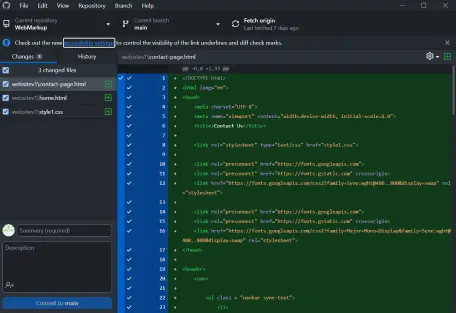 File Edit View Repository Branch Help
Current repository
WebMarkup
Current branch
main
Fetch origin
Last fetched 7 days ago
Check out the new accessibility settings to control the visibility of the link underlines and diff check marks.
Changes 3
History
3 changed files
websites1\contact-page.html
websites1\home.html
websites1\style1.css
websites1\contact-page.html
@@ -0,0 +1,93 @@
1 + <!DOCTYPE html>
2 + <html lang="en">
3 + <head>
4 + <meta charset="UTF-8">
5 + <meta name="viewport" content="width=device-width, initial-scale=1.0">
6 + <title>Contact Us</title>
7 +
8 + <link rel="stylesheet" type="text/css" href="style1.css">
9 +
10 + <link rel="preconnect" href="https://fonts.googleapis.com">
11 + <link rel="preconnect" href="https://fonts.gstatic.com" crossorigin>
12 + <link href="https://fonts.googleapis.com/css2?family=Syne:wght@400..800&display=swap" rel
="stylesheet">
13 +
14 + <link rel="preconnect" href="https://fonts.googleapis.com">
15 + <link rel="preconnect" href="https://fonts.gstatic.com" crossorigin>
16 + <link href="https://fonts.googleapis.com/css2?family=Major+Mono+Display&family=Syne:wght@
400..800&display=swap" rel="stylesheet">
17 + </head>
18 +
19 + <header>
20 + <nav>
21 +
22 + <ul class = "navbar syne-text">
23 + <li>
Summary (required)
Description
Commit to main